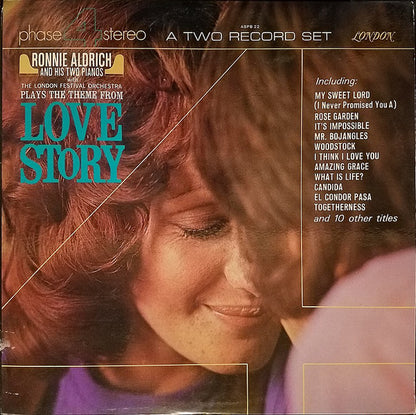 phase 4 stereo
ASPB 22
A TWO RECORD SET
LONDON
RONNIE ALDRICH
AND HIS TWO PIANOS
WITH
THE LONDON FESTIVAL ORCHESTRA
PLAYS THE THEME FROM
LOVE
STORY
Including:
MY SWEET LORD
(I Never Promised You A)
ROSE GARDEN
IT'S IMPOSSIBLE
MR. BOJANGLES
WOODSTOCK
I THINK I LOVE YOU
AMAZING GRACE
WHAT IS LIFE?
CANDIDA
EL CONDOR PASA
TOGETHERNESS
and 10 other titles